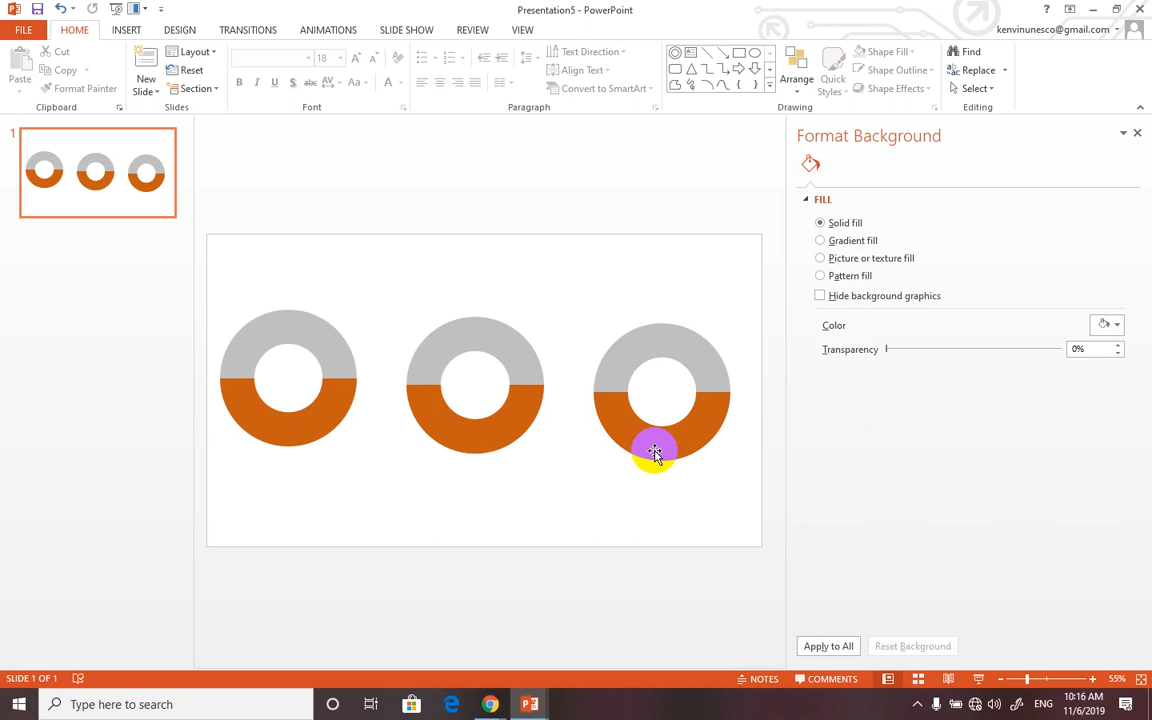 Presentation5 - PowerPoint
?
FILE HOME INSERT DESIGN TRANSITIONS ANIMATIONS SLIDE SHOW REVIEW VIEW
kenvinunesco@gmail.com
Paste
Cut
Copy
Format Painter
Clipboard
New Slide
Layout
Reset
Section
Slides
18
B I U S abc AV Aa A
Font
Text Direction
Align Text
Convert to SmartArt
Paragraph
Arrange
Quick Styles
Shape Fill
Shape Outline
Shape Effects
Drawing
Find
Replace
Select
Editing
1
Format Background
FILL
Solid fill
Gradient fill
Picture or texture fill
Pattern fill
Hide background graphics
Color
Transparency 0%
Apply to All Reset Background
SLIDE 1 OF 1
NOTES COMMENTS 55%
Type here to search
ENG
10:16 AM
11/6/2019